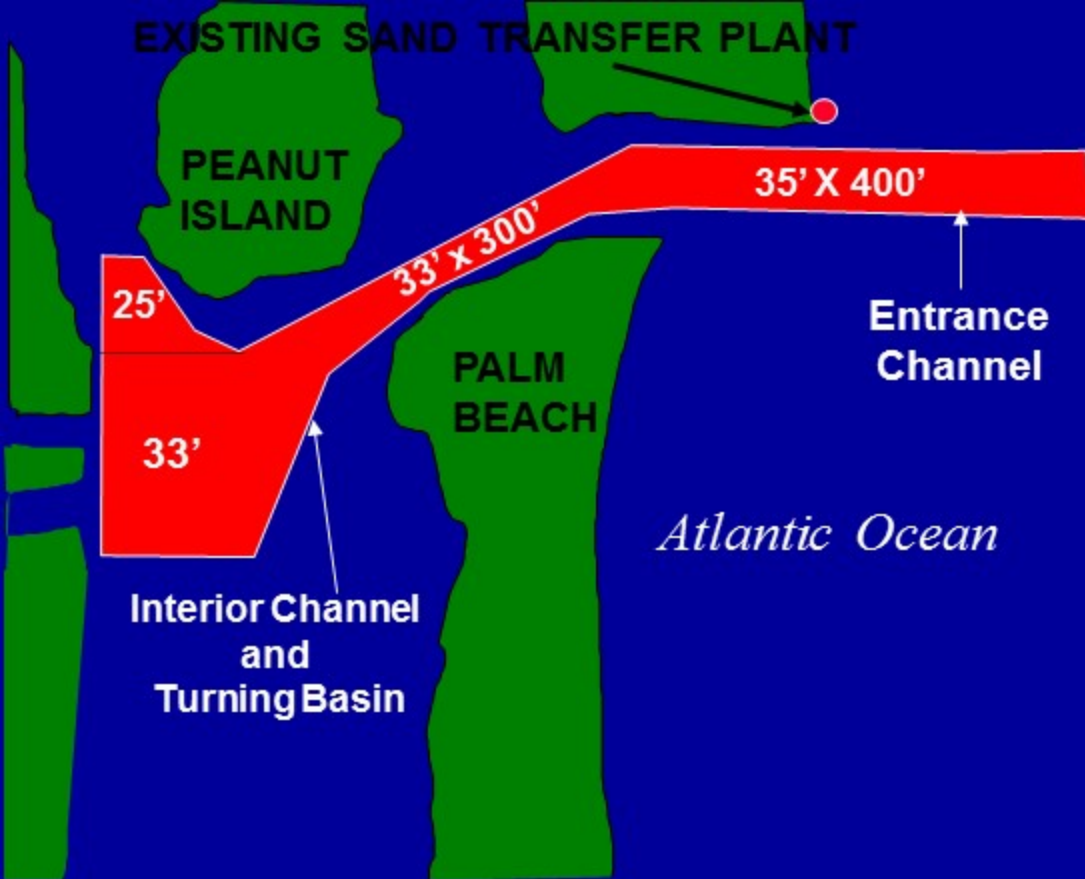 EXISTING SAND TRANSFER PLANT
PEANUT
ISLAND
35’ X 400’
33’ x 300’
25’
Entrance
Channel
PALM
BEACH
33’
Atlantic Ocean
Interior Channel
and
Turning Basin